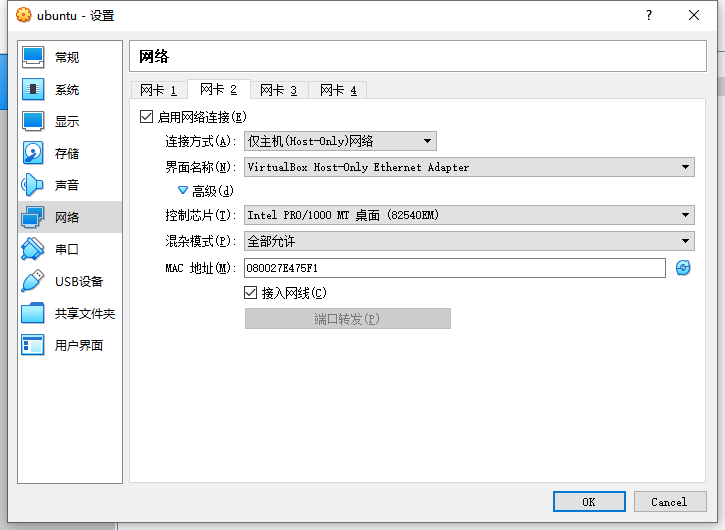 ubuntu - 设置
?
常规
系统
显示
存储
声音
网络
串口
USB设备
共享文件夹
用户界面
网络
网卡 1 网卡 2 网卡 3 网卡 4
启用网络连接(E)
连接方式(A): 仅主机(Host-Only)网络
界面名称(N): VirtualBox Host-Only Ethernet Adapter
高级(d)
控制芯片(T): Intel PRO/1000 MT 桌面 (82540EM)
混杂模式(P): 全部允许
MAC 地址(M): 080027E475F1
接入网线(C)
端口转发(P)
OK Cancel